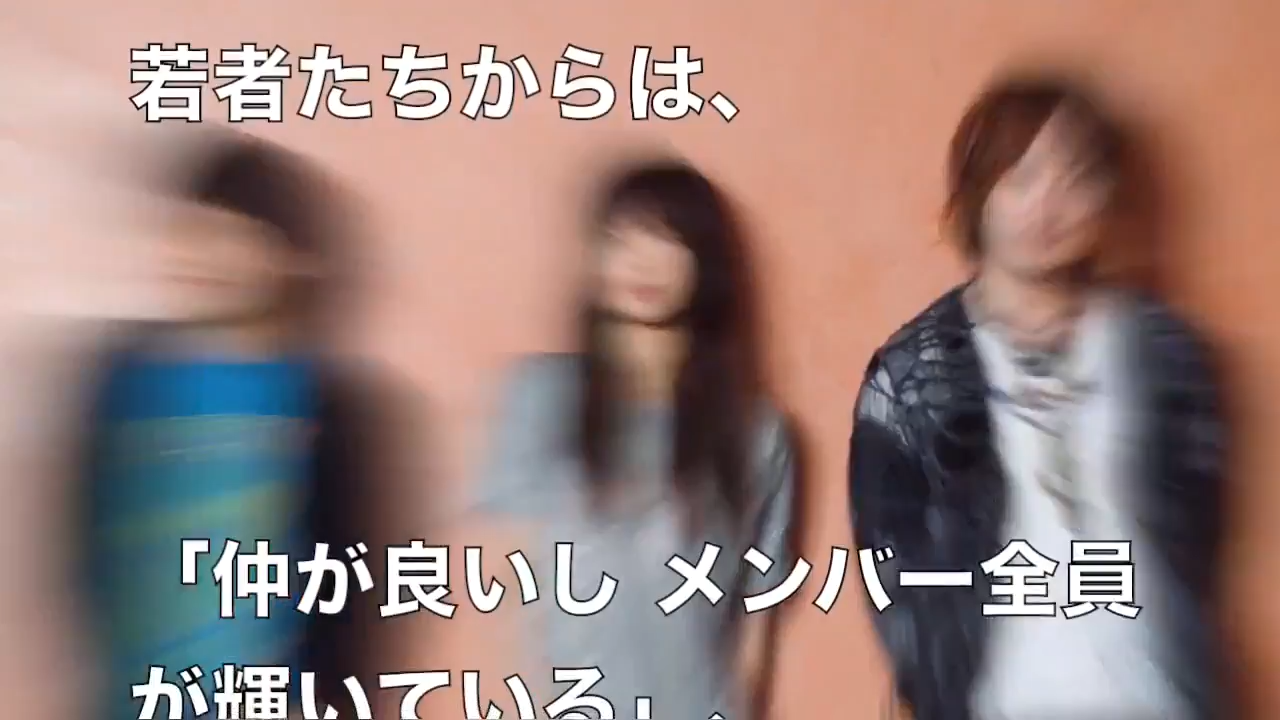 若者たちからは、
「仲が良いし メンバー全員
が輝いている」、